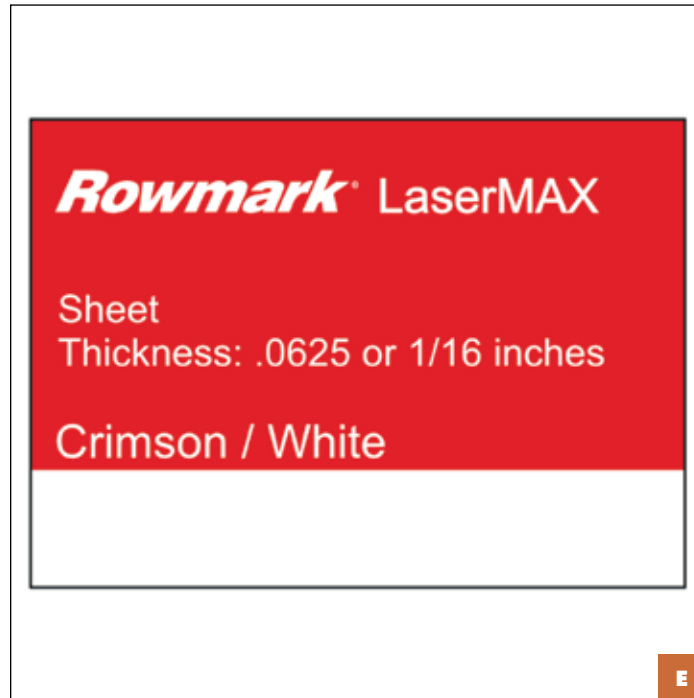 Rowmark® LaserMAX
Sheet
Thickness: .0625 or 1/16 inches
Crimson / White
E